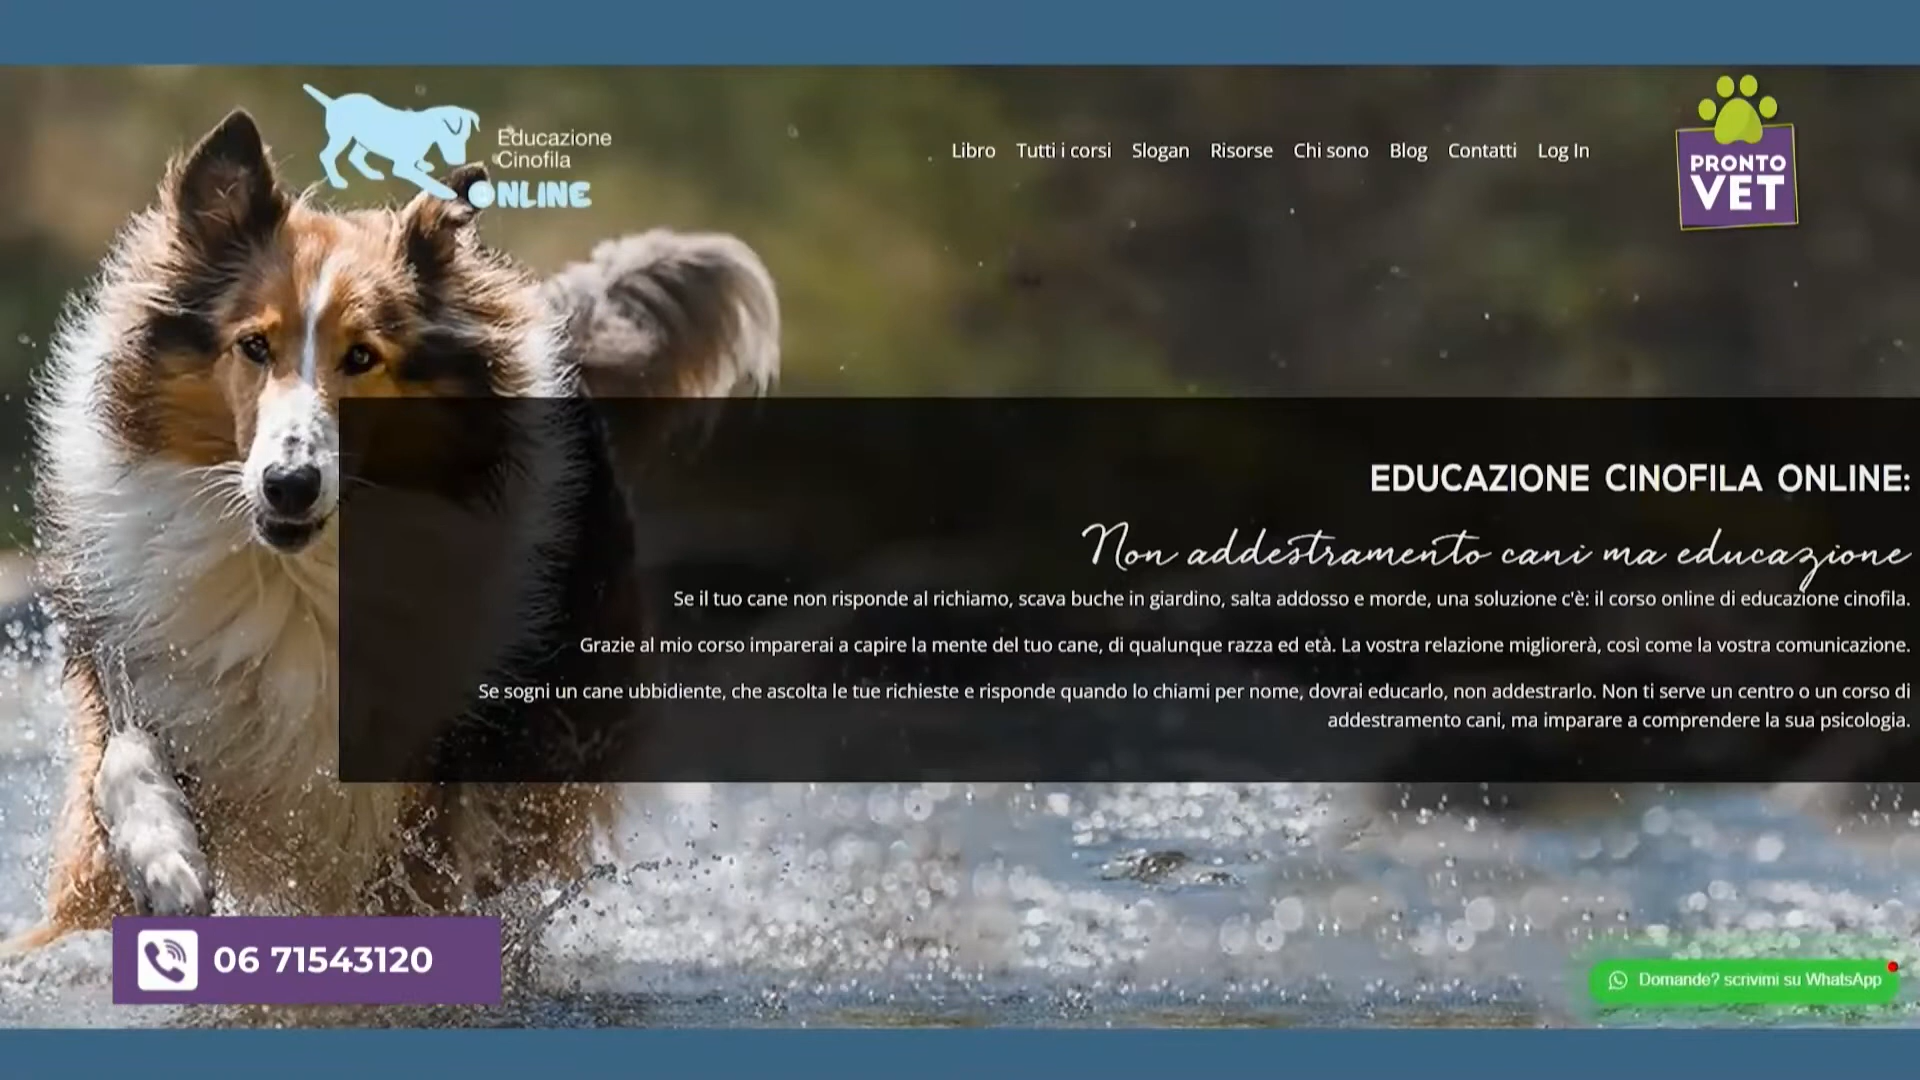 Educazione
Cinofila
ONLINE
Libro Tutti i corsi Slogan Risorse Chi sono Blog Contatti Log In
PRONTO
VET
EDUCAZIONE CINOFILA ONLINE:
Non addestramento cani ma educazione
Se il tuo cane non risponde al richiamo, scava buche in giardino, salta addosso e morde, una soluzione c'è: il corso online di educazione cinofila.
Grazie al mio corso imparerai a capire la mente del tuo cane, di qualunque razza ed età. La vostra relazione migliorerà, così come la vostra comunicazione.
Se sogni un cane ubbidiente, che ascolta le tue richieste e risponde quando lo chiami per nome, dovrai educarlo, non addestrarlo. Non ti serve un centro o un corso di
addestramento cani, ma imparare a comprendere la sua psicologia.
06 71543120
Domande? scrivimi su WhatsApp